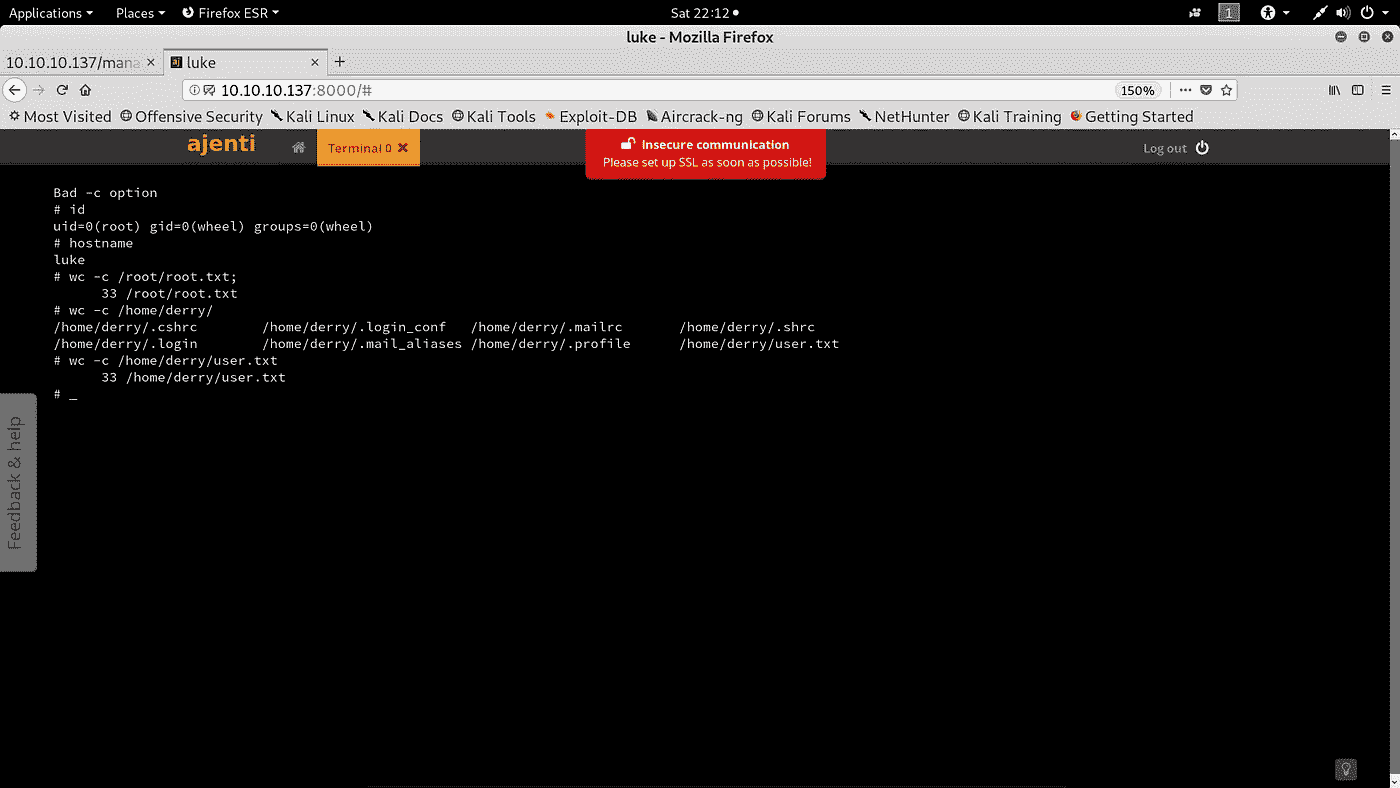 Applications Places Firefox ESR Sat 22:12 1
luke - Mozilla Firefox
10.10.10.137/mana luke
10.10.10.137:8000/# 150%
Most Visited Offensive Security Kali Linux Kali Docs Kali Tools Exploit-DB Aircrack-ng Kali Forums NetHunter Kali Training Getting Started
ajenti Terminal 0 Insecure communication Log out
Please set up SSL as soon as possible!
Bad -c option
# id
uid=0(root) gid=0(wheel) groups=0(wheel)
# hostname
luke
# wc -c /root/root.txt;
33 /root/root.txt
# wc -c /home/derry/
/home/derry/.cshrc /home/derry/.login_conf /home/derry/.mailrc /home/derry/.shrc
/home/derry/.login /home/derry/.mail_aliases /home/derry/.profile /home/derry/user.txt
# wc -c /home/derry/user.txt
33 /home/derry/user.txt
# _
Feedback & help